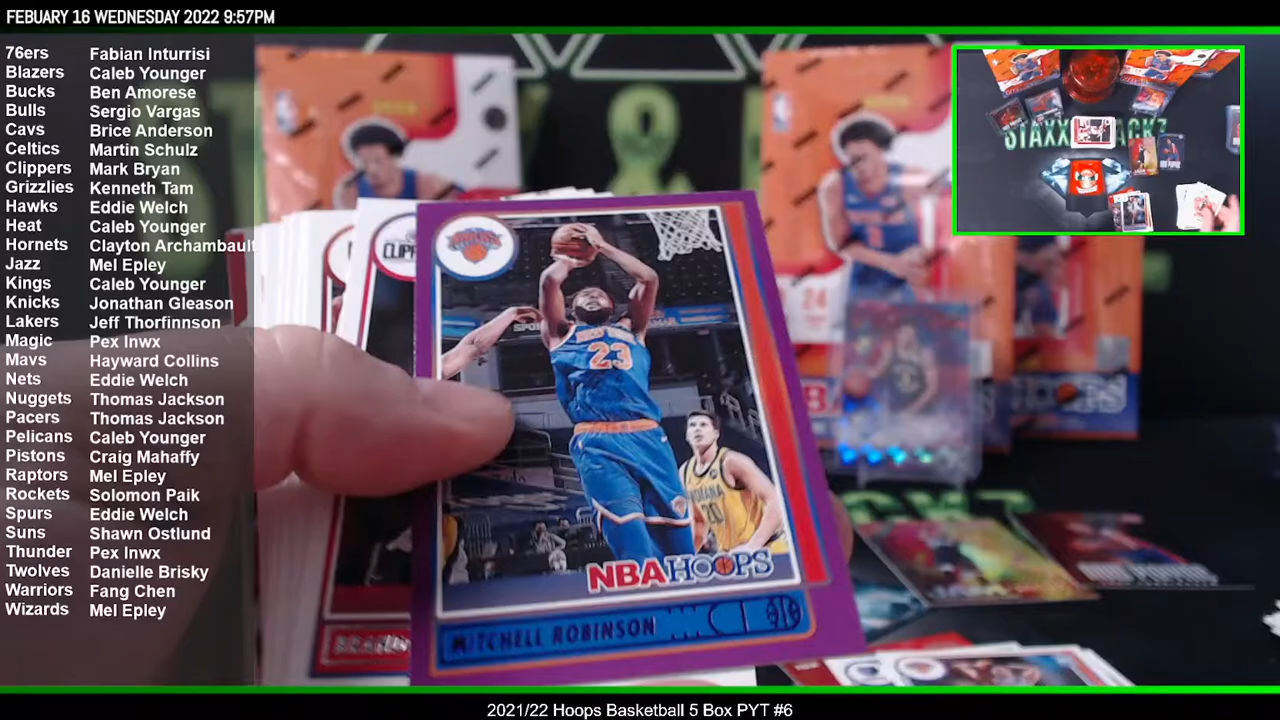 FEBUARY 16 WEDNESDAY 2022 9:57PM
76ers Fabian Inturrisi
Blazers Caleb Younger
Bucks Ben Amorese
Bulls Sergio Vargas
Cavs Brice Anderson
Celtics Martin Schulz
Clippers Mark Bryan
Grizzlies Kenneth Tam
Hawks Eddie Welch
Heat Caleb Younger
Hornets Clayton Archambault
Jazz Mel Epley
Kings Caleb Younger
Knicks Jonathan Gleason
Lakers Jeff Thorfinnson
Magic Pex Inwx
Mavs Hayward Collins
Nets Eddie Welch
Nuggets Thomas Jackson
Pacers Thomas Jackson
Pelicans Caleb Younger
Pistons Craig Mahaffy
Raptors Mel Epley
Rockets Solomon Paik
Spurs Eddie Welch
Suns Shawn Ostlund
Thunder Pex Inwx
Twolves Danielle Brisky
Warriors Fang Chen
Wizards Mel Epley
KNICKS
23
INDIANA
20
NBA HOOPS
MITCHELL ROBINSON
24
2021/22 Hoops Basketball 5 Box PYT #6